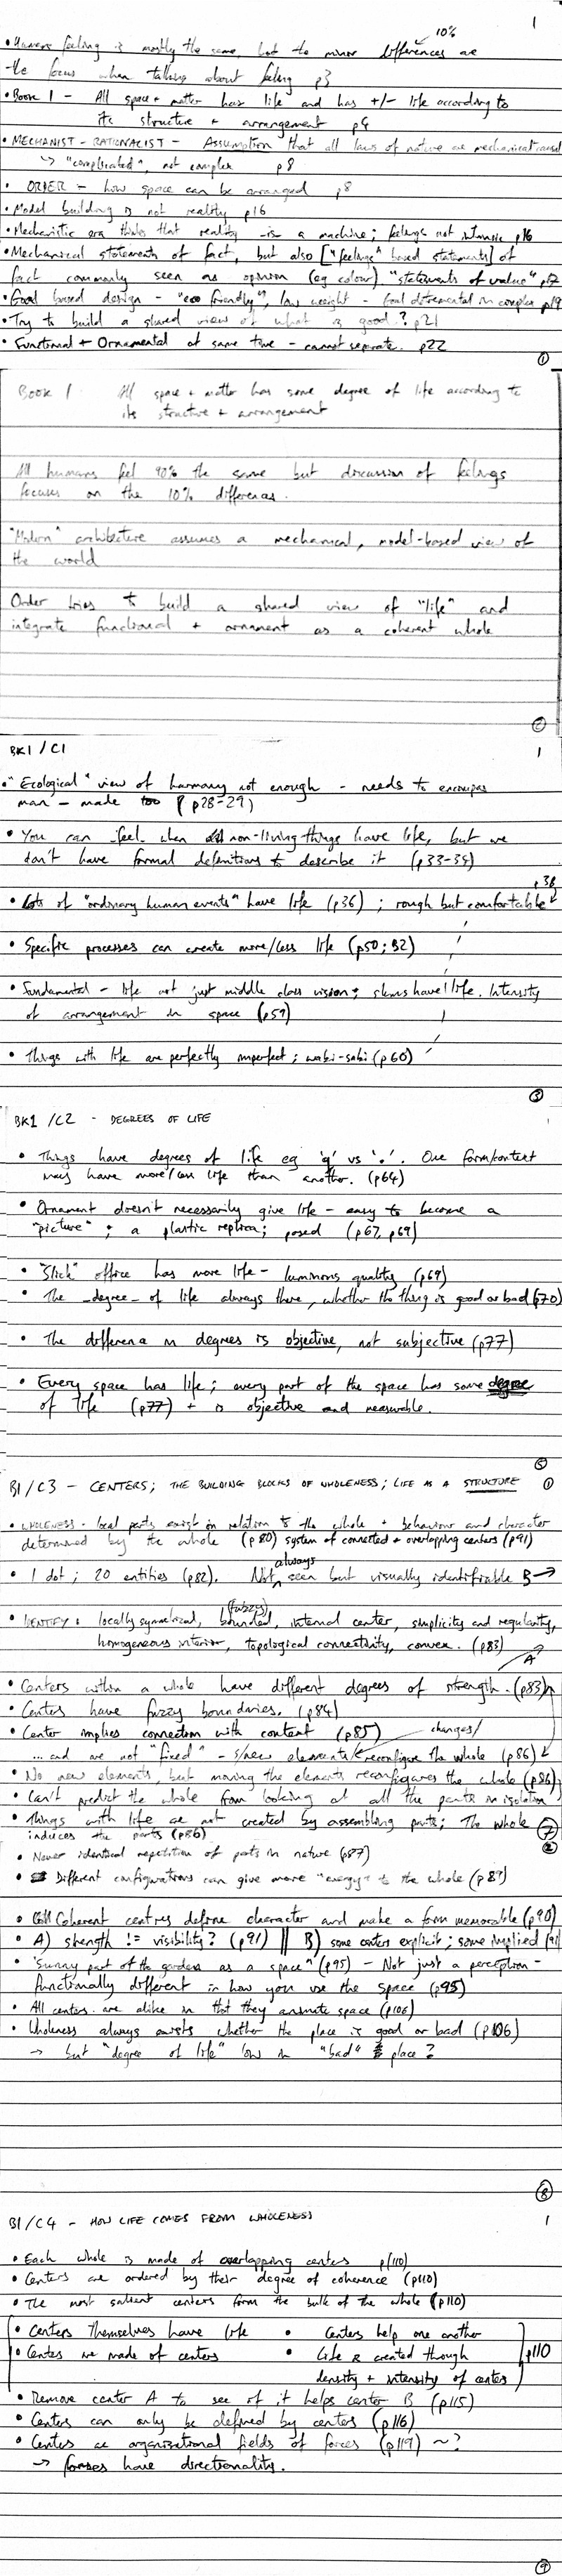 1
10%
• Humans feeling is mostly the same, but the minor differences are
the focus when talking about feeling p3
• Book 1 - All space + matter has life and has +/- life according to
its structure + arrangement p4
• MECHANIST - RATIONALIST - Assumption that all laws of nature are mechanical
↳ "complicated", not complex p8
• ORDER - how space can be arranged p8
• Model building is not reality p16
• Mechanistic era thinks that reality is a machine; feelings not intrinsic p16
• Mechanical statements of fact, but also ["feelings" based statements] of
fact commonly seen as opinion (eg colour) "statements of value" p17
• Goal based design - "eco friendly", low weight - Goal detremental in complex p19
• Try to build a shared view of what is good? p21
• Functional + Ornamental at same time - cannot separate. p22
①
Book 1 All space + matter has some degree of life according to
its structure + arrangement
All humans feel 90% the same but discussion of feelings
focuses on the 10% differences.
"Modern" architecture assumes a mechanical, model-based view of
the world
Order tries to build a shared view of "life" and
integrate functional + ornament as a coherent whole
②
BK1 / C1 1
• "Ecological" view of harmony not enough - needs to encompas
man-made too (p28-29)
• You can feel when non-living things have life, but we
don't have formal definitions to describe it (p33-34)
• Lots of "ordinary human events" have life (p36) ; rough but comfortable p38
• Specific processes can create more/less life (p50; B2)
• Fundamental - life not just middle class vision; slums have life. Intensity
of arrangement in space (p59)
• Things with life are perfectly imperfect; wabi-sabi (p60)
③
BK1 /C2 - DEGREES OF LIFE
• Things have degrees of life eg 'q' vs '.'. One form/context
may have more/less life than another. (p64)
• Ornament doesn't necessarily give life - easy to become a
"picture"; a plastic replica; posed (p67, p69)
• "Slick" office has more life - luminous quality (p69)
• The degree of life always there, whether the thing is good or bad (p70)
• The difference in degrees is objective, not subjective (p77)
• Every space has life; every part of the space has some degree
of life (p77) + is objective and measurable.
⑤
B1/C3 - CENTERS; THE BUILDING BLOCKS OF WHOLENESS; LIFE AS A STRUCTURE ①
• WHOLENESS - local parts exist in relation to the whole + behaviour and character
determined by the whole (p80) system of connected + overlapping centers (p91)
• 1 dot; 20 entities (p82). Not always seen but visually identifiable B→
• IDENTIFY: locally symmetrical, bounded (fuzzy), internal center, simplicity and regularity,
homogeneous interior, topological connectivity, convex. (p83)
A
• Centers within a whole have different degrees of strength. (p83)
• Centers have fuzzy boundaries. (p84)
• Center implies connection with context (p85)
... and are not "fixed" - changes/new elements reconfigure the whole (p86)
• No new elements, but moving the elements reconfigures the whole (p86)
• Can't predict the whole from looking at all the parts in isolation
• Things with life are not created by assembling parts; The whole
induces the parts (p86)
⑦
②
• Never identical repetition of parts in nature (p87)
• Different configurations can give more "energy" to the whole (p89)
• Coherent centres define character and make a form memorable (p90)
• A) strength != visibility? (p91) || B) some centers explicit; some implied (91)
• "Sunny part of the garden as a space" (p95) - Not just a perception -
functionally different in how you use the space (p95)
• All centers are alike in that they animate space (p106)
• Wholeness always exists whether the place is good or bad (p106)
→ but "degree of life" low in "bad" place?
⑧
B1/C4 - HOW LIFE COMES FROM WHOLENESS 1
• Each whole is made of overlapping centers p(110)
• Centers are ordered by their degree of coherence (p110)
• The most salient centers form the bulk of the whole (p110)
• Centers themselves have life • Centers help one another
• Centers are made of centers • Life is created through p110
density + intensity of centers
• Remove center A to see if it helps center B (p115)
• Centers can only be defined by centers (p116)
• Centers are organisational fields of forces (p119) ~?
→ forces have directionality.
⑨